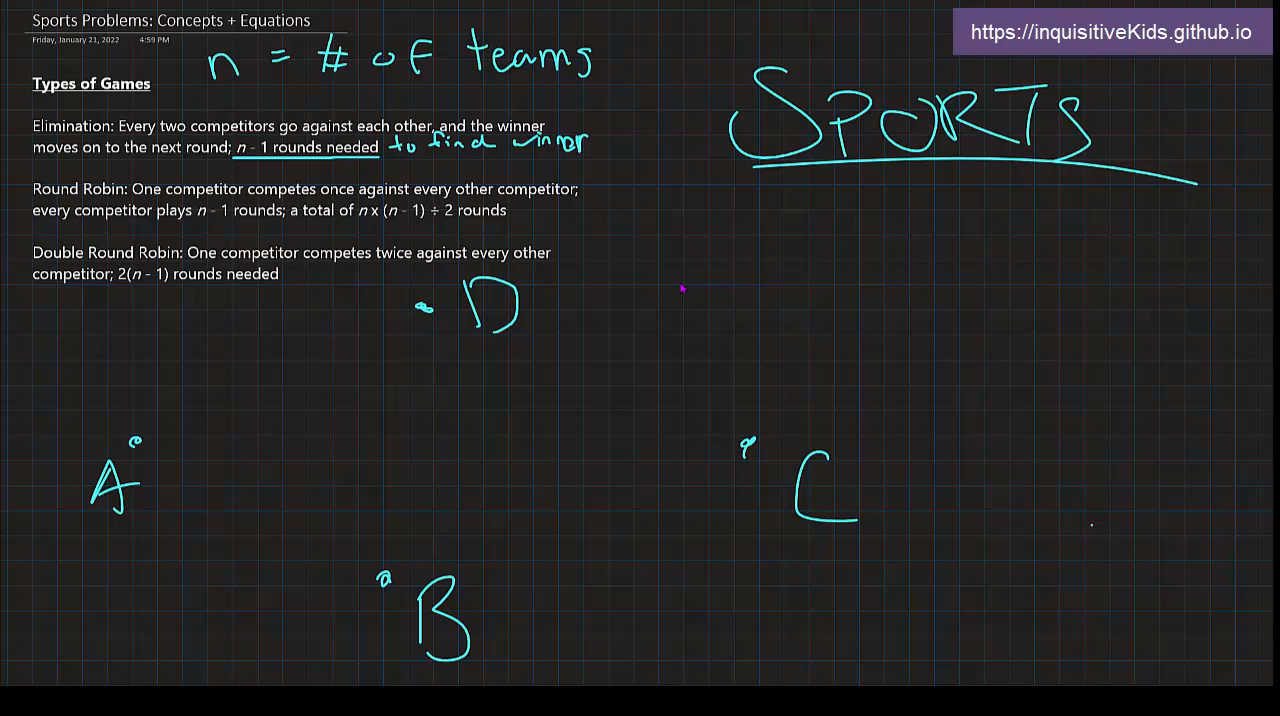 Sports Problems: Concepts + Equations
https://inquisitiveKids.github.io
Friday, January 21, 2022 4:59 PM
n = # of teams
Types of Games
SPORTS
Elimination: Every two competitors go against each other, and the winner
moves on to the next round; n - 1 rounds needed to find winner
Round Robin: One competitor competes once against every other competitor;
every competitor plays n - 1 rounds; a total of n x (n - 1) ÷ 2 rounds
Double Round Robin: One competitor competes twice against every other
competitor; 2(n - 1) rounds needed
D
A
C
B